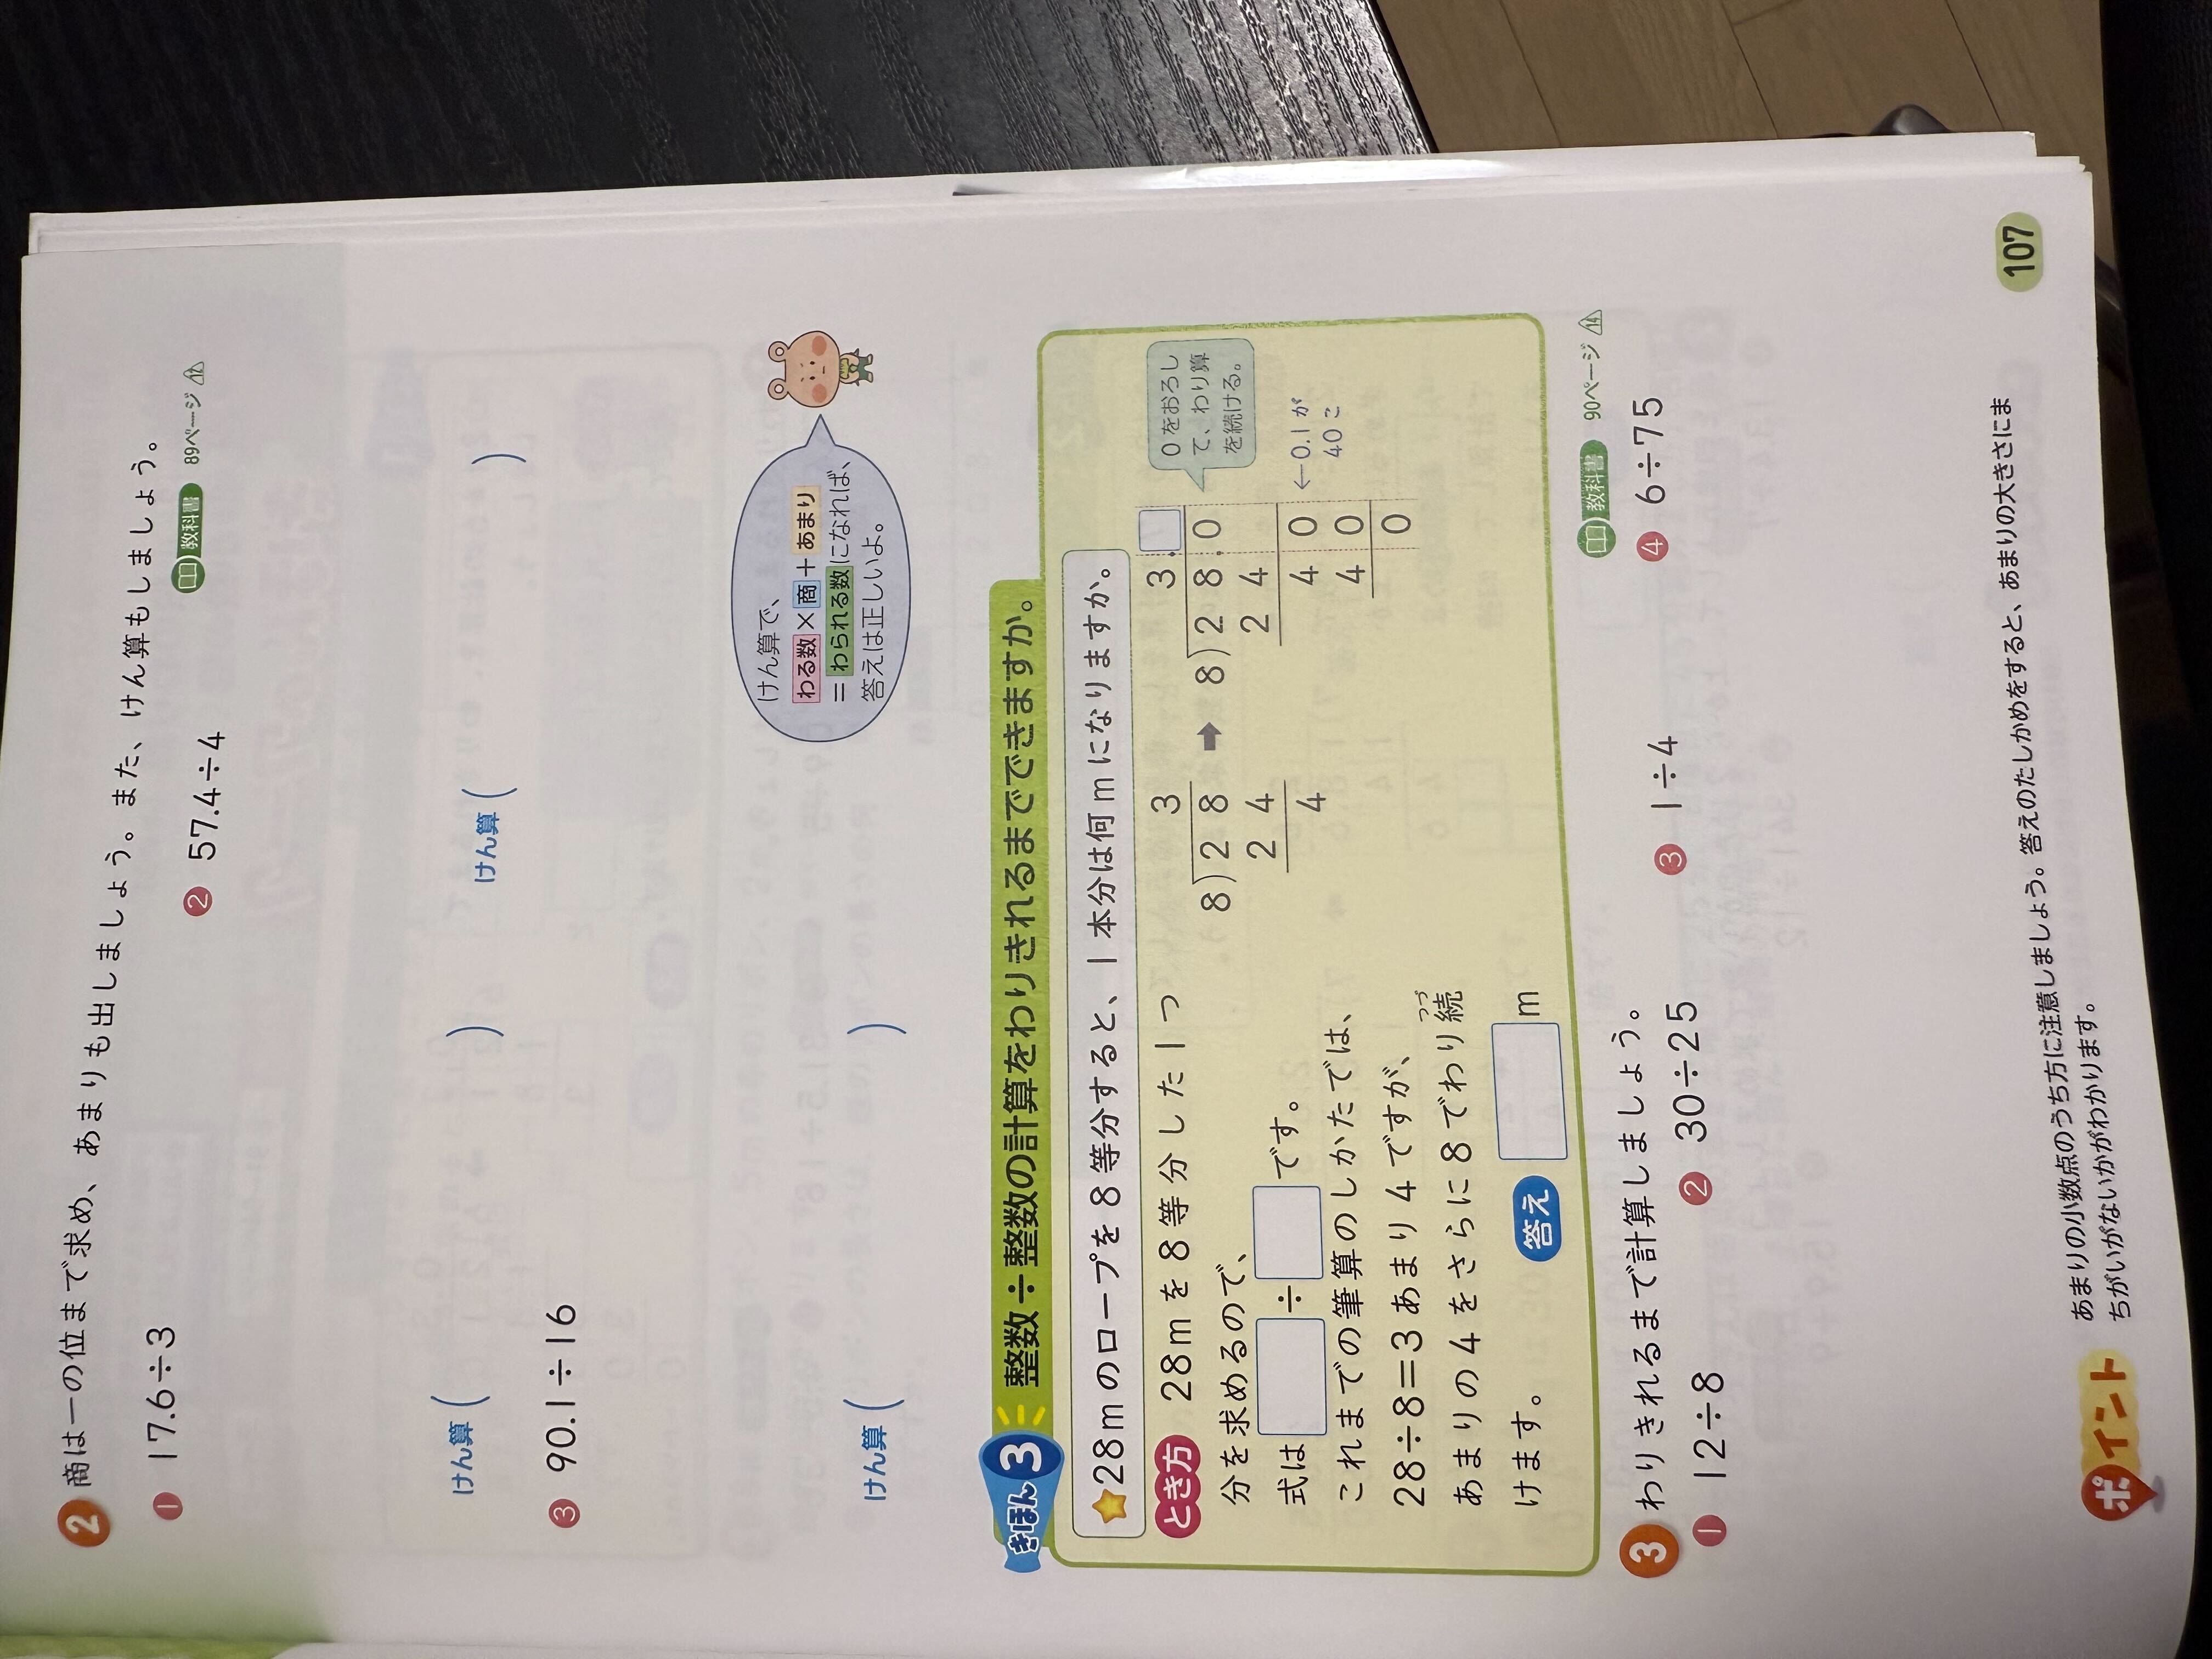 2 商は一の位まで求め、あまりも出しましょう。また、けん算もしましょう。
教科書 89ページ 12
① 17.6÷3
② 57.4÷4
けん算( )
けん算( )
③ 90.1÷16
けん算( )
けん算で、
わる数×商+あまり
=わられる数になれば、
答えは正しいよ。
きほん3 整数÷整数の計算をわりきれるまでできますか。
★28mのロープを8等分すると、1本分は何mになりますか。
とき方 28mを8等分した1つ
分を求めるので、
式は□÷□です。
これまでの筆算のしかたでは、
28÷8=3あまり4ですが、
あまりの4をさらに8でわり続
つづ
けます。
答え □m
3
8)28
24
4
➡
3.□
8)28.0
24
40
40
0
0をおろし
て、わり算
を続ける。
←0.1が
40こ
3 わりきれるまで計算しましょう。
教科書 90ページ 14
① 12÷8
② 30÷25
③ 1÷4
④ 6÷75
ポイント
あまりの小数点のうち方に注意しましょう。答えのたしかめをすると、あまりの大きさにま
ちがいがないかがわかります。
107